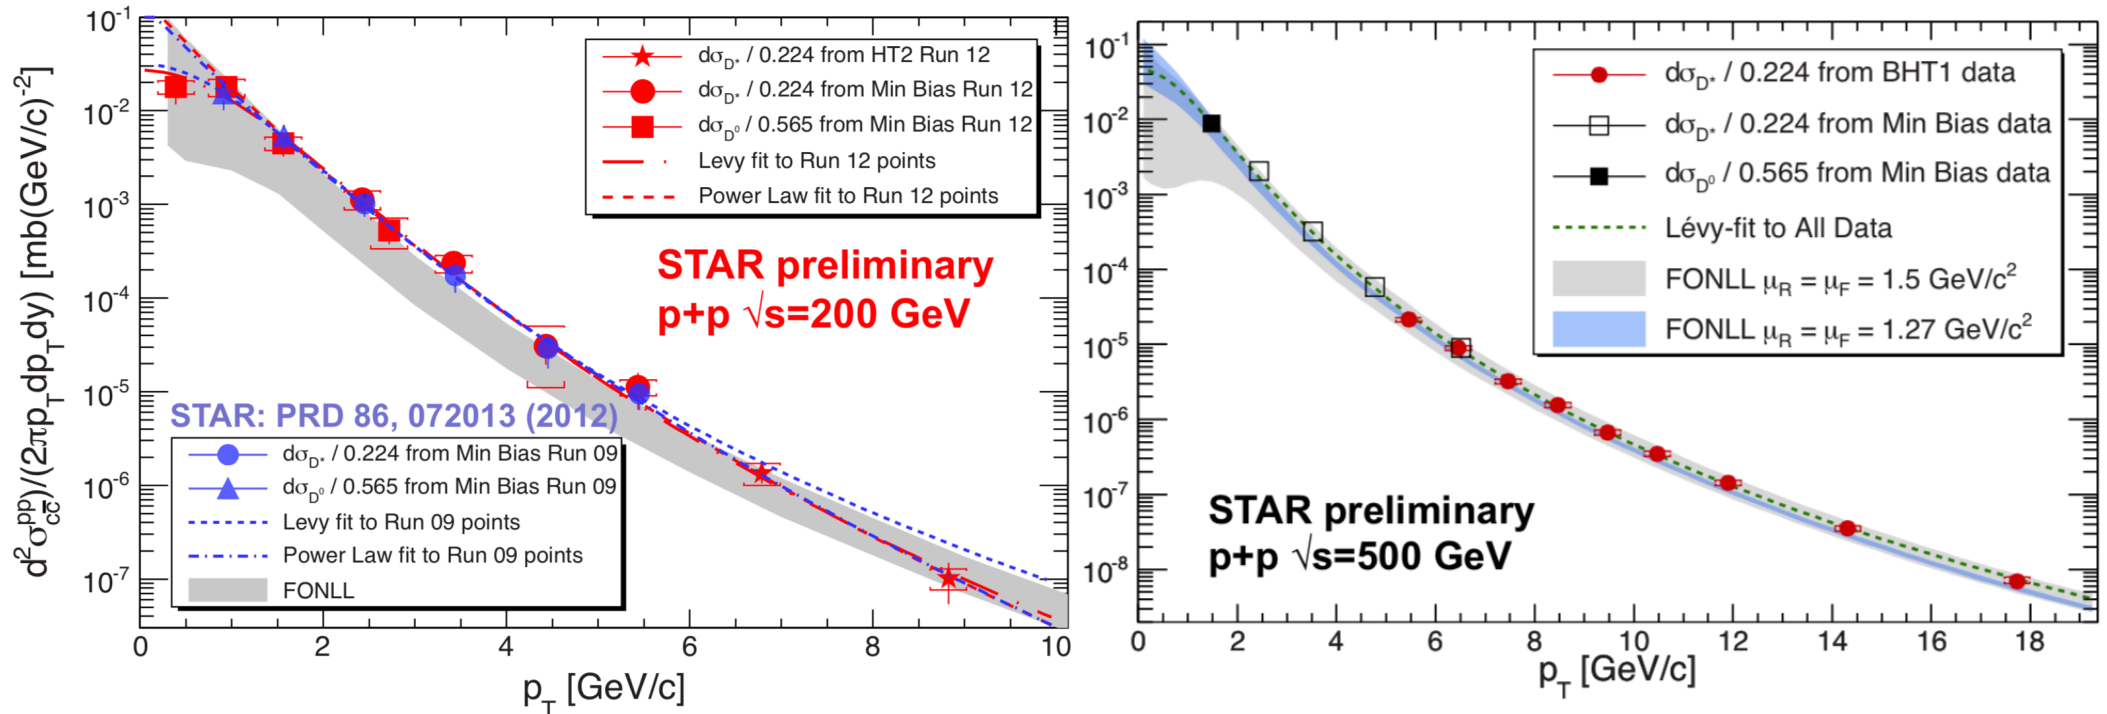 d²σ^pp_cc̄)/(2πp_T dp_T dy) [mb(GeV/c)⁻²]
10⁻¹
10⁻²
10⁻³
10⁻⁴
10⁻⁵
10⁻⁶
10⁻⁷
dσ_D* / 0.224 from HT2 Run 12
dσ_D* / 0.224 from Min Bias Run 12
dσ_D⁰ / 0.565 from Min Bias Run 12
Levy fit to Run 12 points
Power Law fit to Run 12 points
STAR preliminary
p+p √s=200 GeV
STAR: PRD 86, 072013 (2012)
dσ_D* / 0.224 from Min Bias Run 09
dσ_D⁰ / 0.565 from Min Bias Run 09
Levy fit to Run 09 points
Power Law fit to Run 09 points
FONLL
0 2 4 6 8 10
p_T [GeV/c]
10⁻¹
10⁻²
10⁻³
10⁻⁴
10⁻⁵
10⁻⁶
10⁻⁷
10⁻⁸
dσ_D* / 0.224 from BHT1 data
dσ_D* / 0.224 from Min Bias data
dσ_D⁰ / 0.565 from Min Bias data
Lévy-fit to All Data
FONLL μ_R = μ_F = 1.5 GeV/c²
FONLL μ_R = μ_F = 1.27 GeV/c²
STAR preliminary
p+p √s=500 GeV
0 2 4 6 8 10 12 14 16 18
p_T [GeV/c]